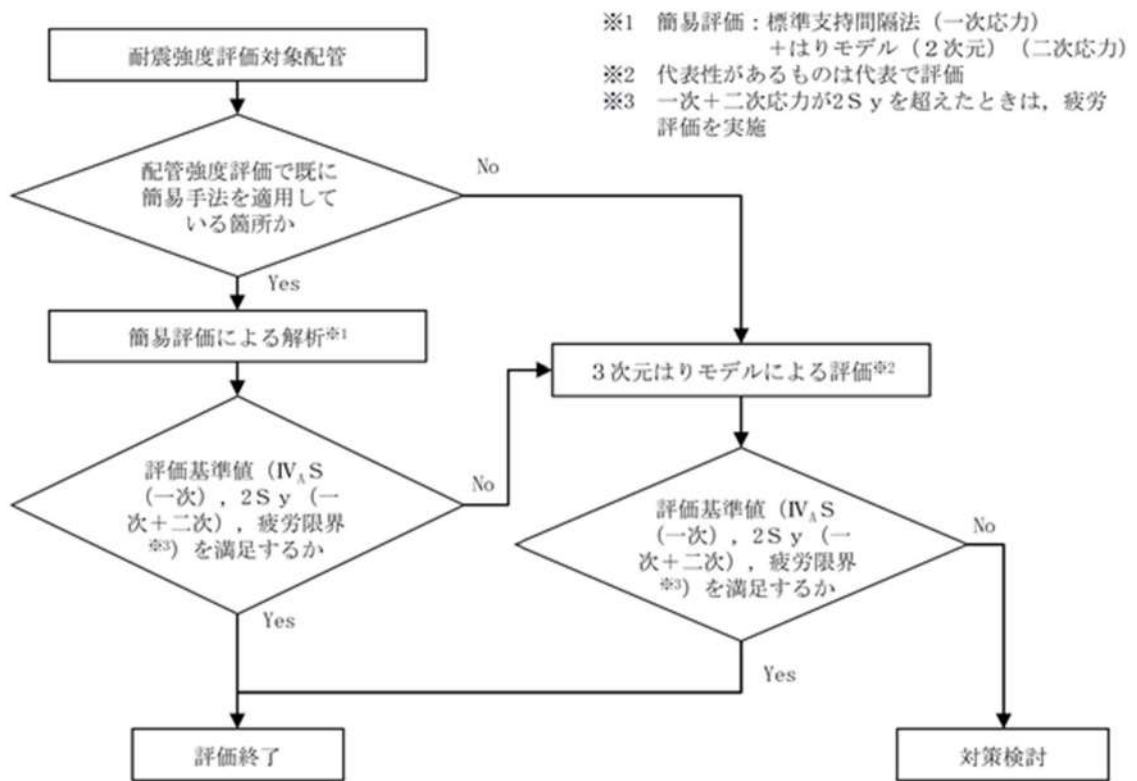 ※1 簡易評価：標準支持間隔法（一次応力）
＋はりモデル（２次元）（二次応力）
※2 代表性があるものは代表で評価
※3 一次＋二次応力が2Ｓｙを超えたときは，疲労
評価を実施
耐震強度評価対象配管
配管強度評価で既に
簡易手法を適用して
いる箇所か
No
Yes
簡易評価による解析※1
３次元はりモデルによる評価※2
評価基準値（Ⅳ_AＳ
（一次），2Ｓｙ（一
次＋二次），疲労限界
※3）を満足するか
No
Yes
評価基準値（Ⅳ_AＳ
（一次），2Ｓｙ（一
次＋二次），疲労限界
※3）を満足するか
No
Yes
評価終了
対策検討